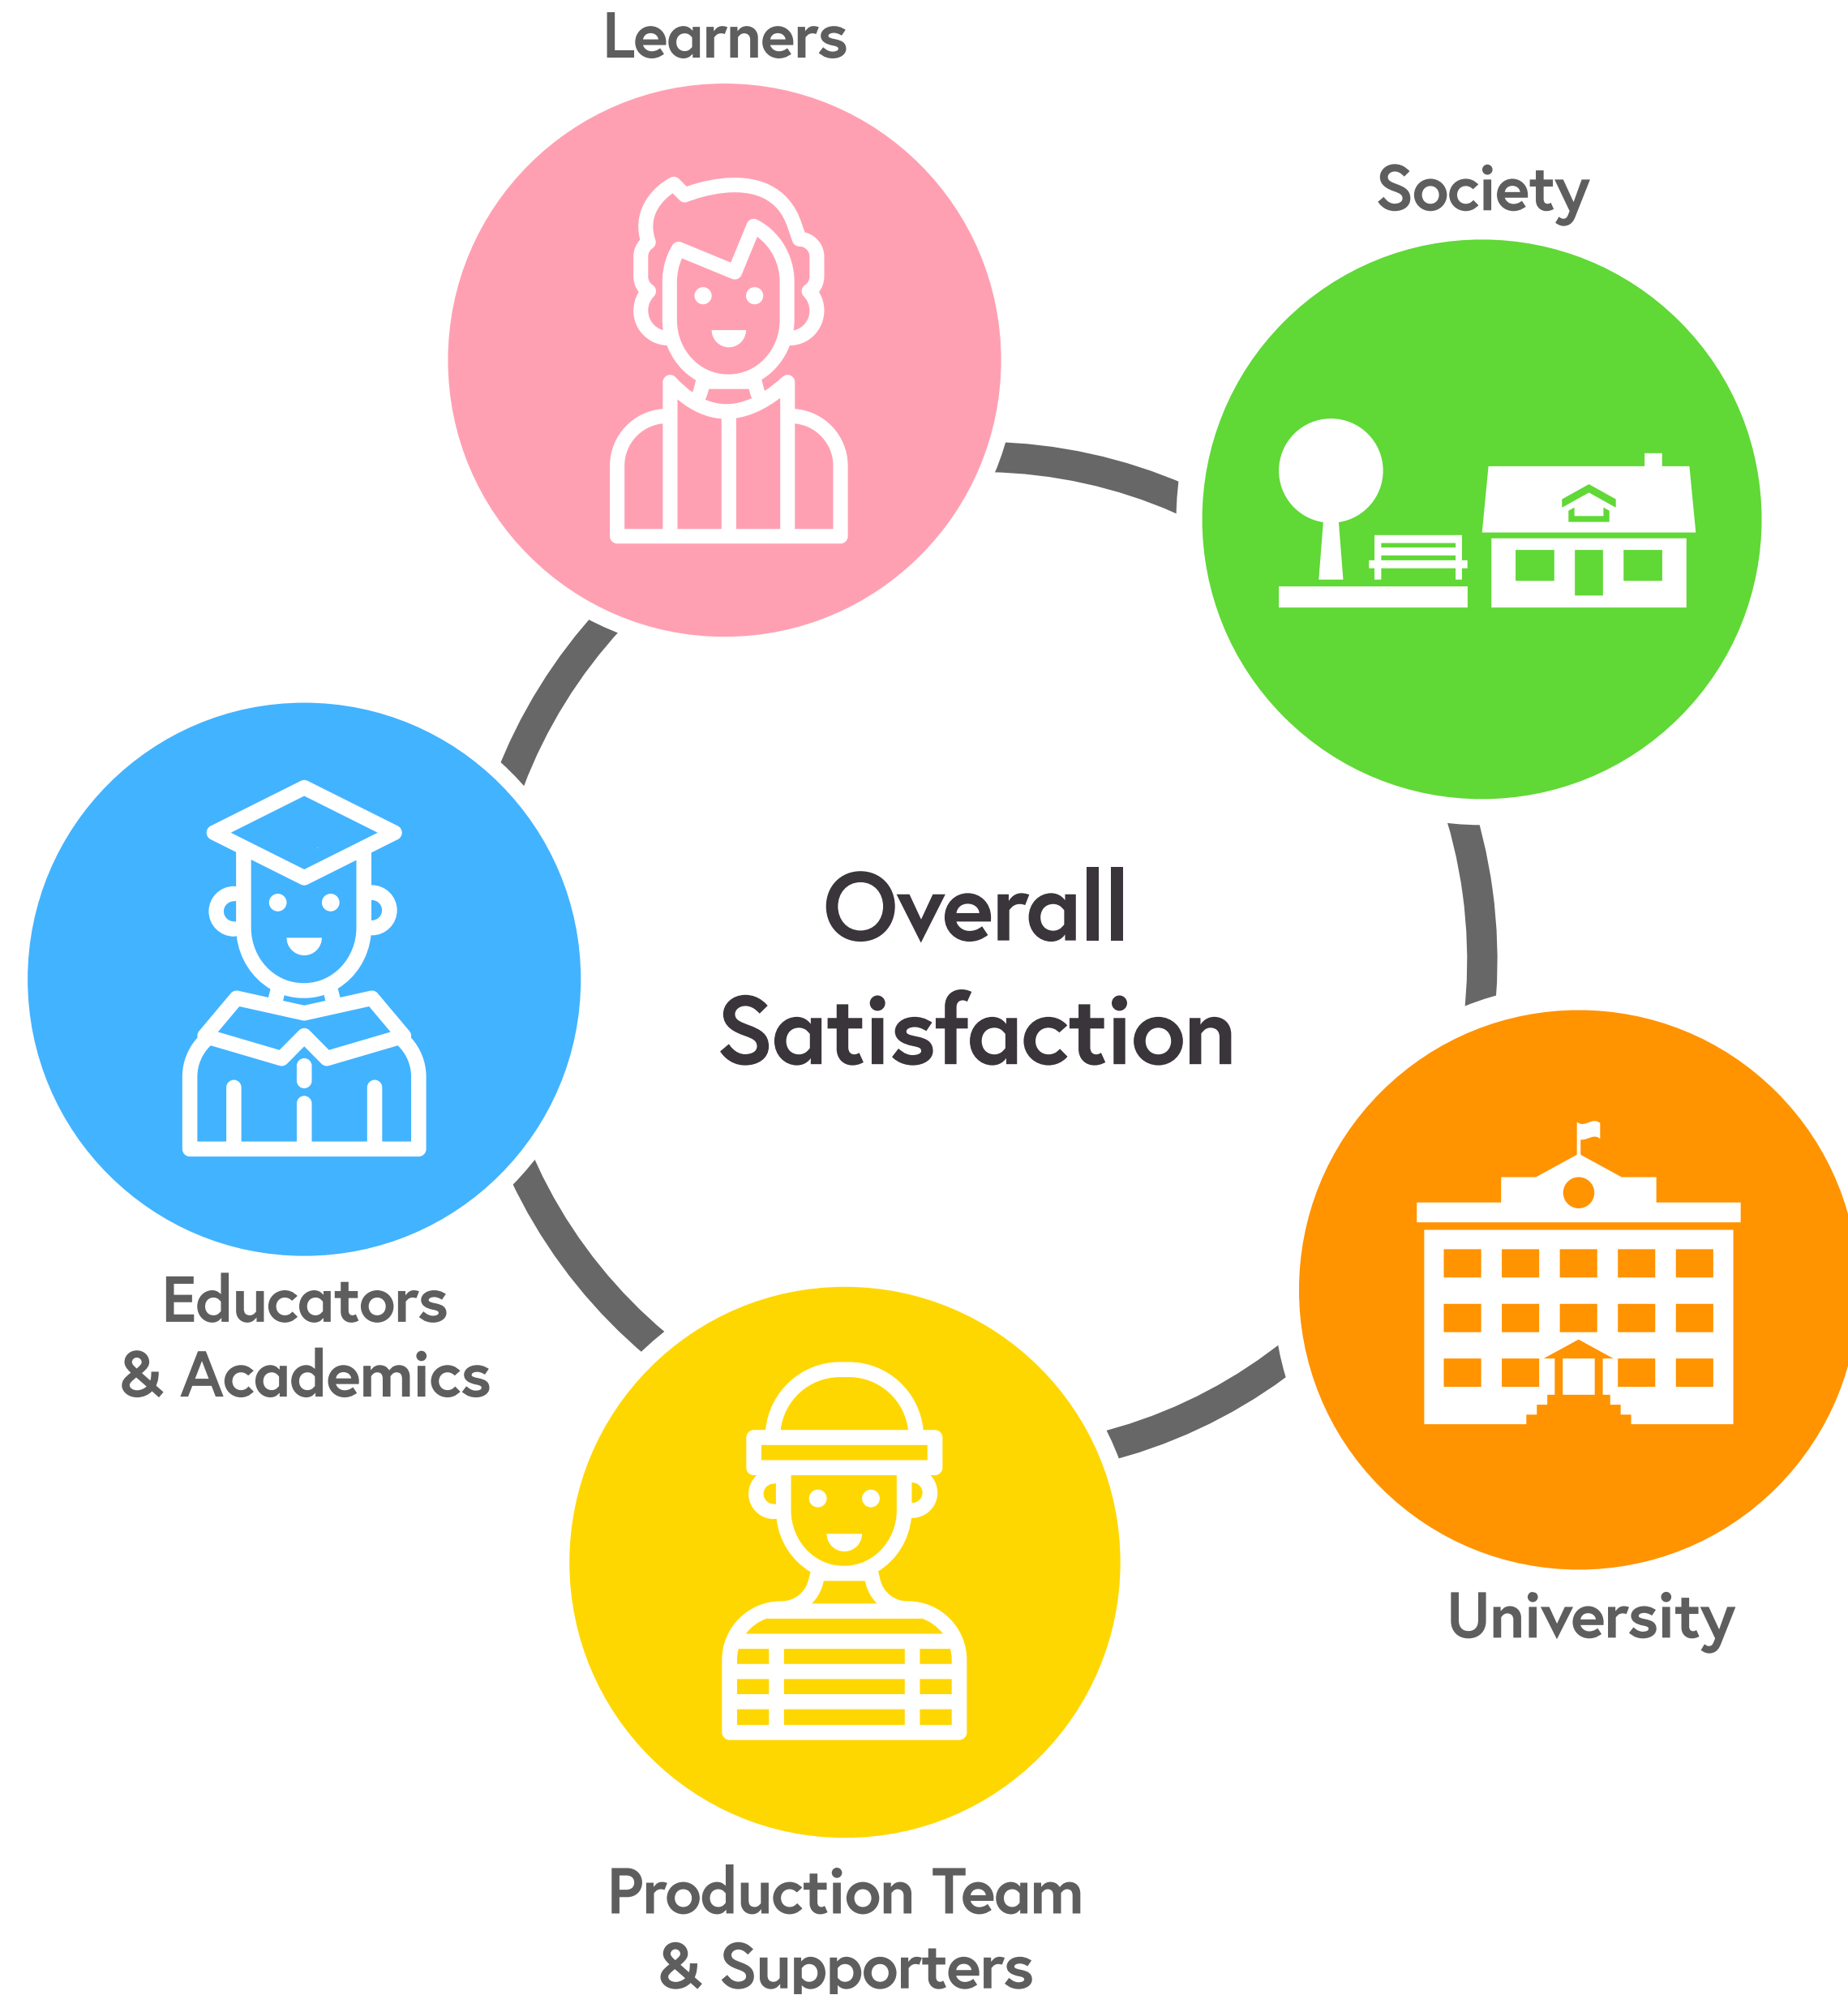 Learners
Society
Overall
Satisfaction
Educators
& Academics
University
Production Team
& Supporters